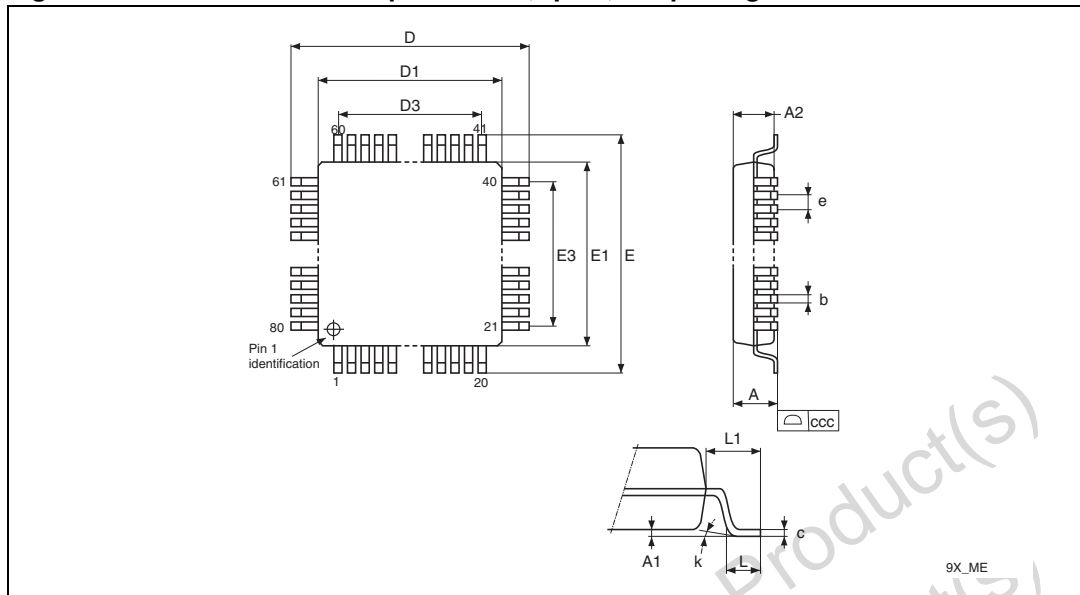 D
D1
D3
60 41
A2
61 40
e
E3 E1 E
b
80 21
Pin 1
identification
1 20
A
ccc
L1
Product(s)
c
A1 k L
9X_ME